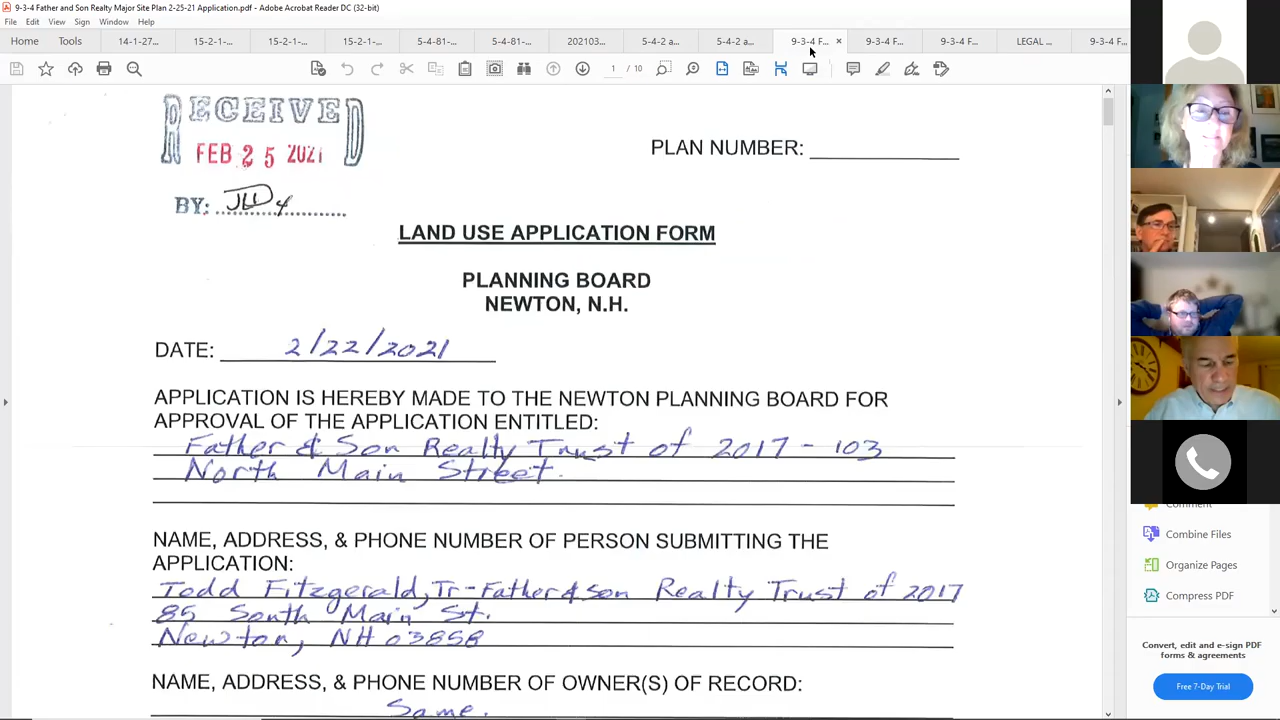 9-3-4 Father and Son Realty Major Site Plan 2-25-21 Application.pdf - Adobe Acrobat Reader DC (32-bit)
File Edit View Sign Window Help
Home Tools 14-1-27... 15-2-1-... 15-2-1-... 15-2-1-... 5-4-81-... 5-4-81-... 202103... 5-4-2 a... 5-4-2 a... 9-3-4 F... × 9-3-4 F... 9-3-4 F... LEGAL ... 9-3-4 F
1 / 10
RECEIVED
FEB 25 2021
BY:
PLAN NUMBER:
LAND USE APPLICATION FORM
PLANNING BOARD
NEWTON, N.H.
DATE: 2/22/2021
APPLICATION IS HEREBY MADE TO THE NEWTON PLANNING BOARD FOR
APPROVAL OF THE APPLICATION ENTITLED:
Father & Son Realty Trust of 2017 - 103
North Main Street.
NAME, ADDRESS, & PHONE NUMBER OF PERSON SUBMITTING THE
APPLICATION:
Todd Fitzgerald, Tr-Father & Son Realty Trust of 2017
85 South Main St.
Newton, NH 03858
NAME, ADDRESS, & PHONE NUMBER OF OWNER(S) OF RECORD:
Same.
Comment
Combine Files
Organize Pages
Compress PDF
Convert, edit and e-sign PDF
forms & agreements
Free 7-Day Trial